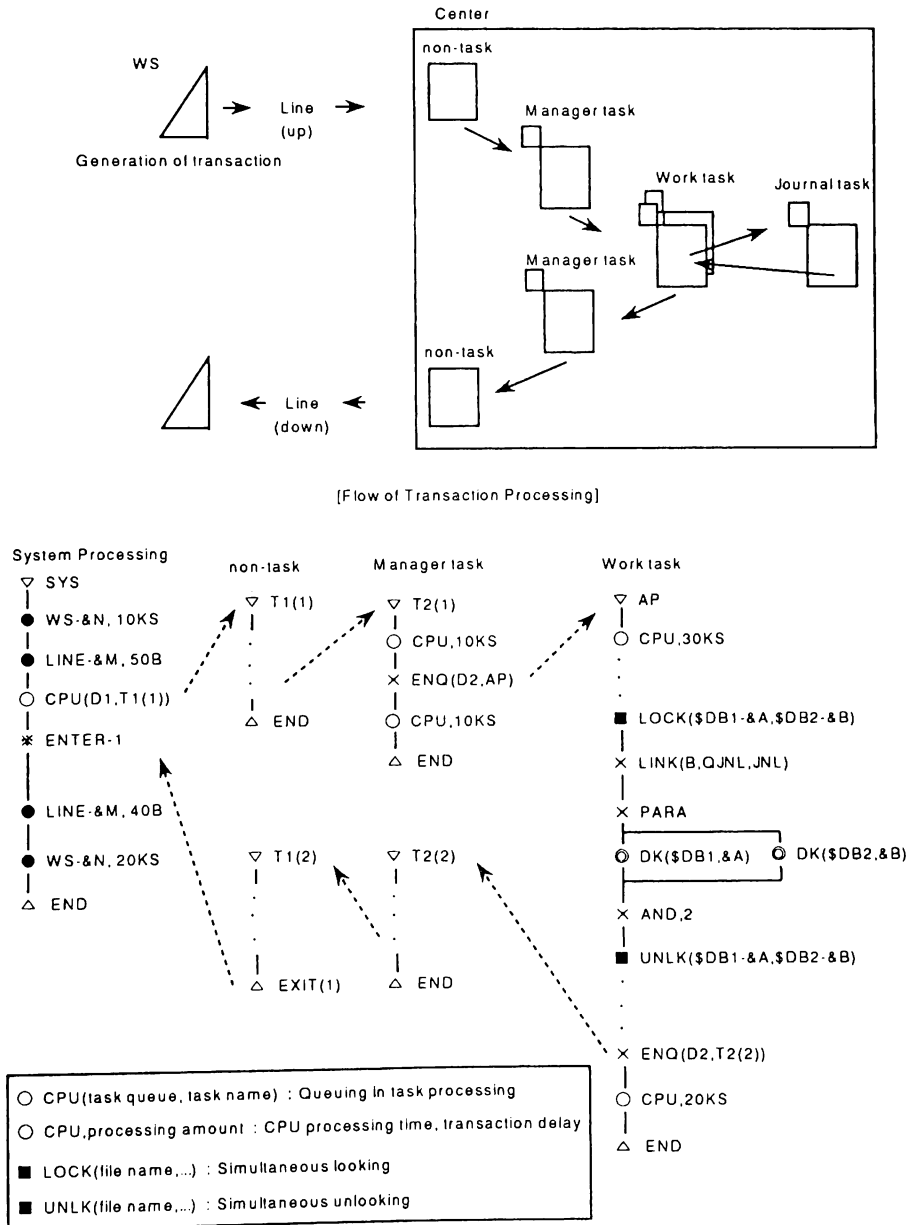 Center
WS
Line
(up)
Generation of transaction
non-task
Manager task
Work task
Journal task
Manager task
non-task
Line
(down)
[Flow of Transaction Processing]
System Processing
SYS
WS-&N, 10KS
LINE-&M, 50B
CPU(D1,T1(1))
ENTER-1
LINE-&M, 40B
WS-&N, 20KS
END
non-task
T1(1)
END
T1(2)
EXIT(1)
Manager task
T2(1)
CPU,10KS
ENQ(D2,AP)
CPU,10KS
END
T2(2)
END
Work task
AP
CPU,30KS
LOCK($DB1-&A,$DB2-&B)
LINK(B,QJNL,JNL)
PARA
DK($DB1,&A)
DK($DB2,&B)
AND,2
UNLK($DB1-&A,$DB2-&B)
ENQ(D2,T2(2))
CPU,20KS
END
CPU(task queue, task name) : Queuing in task processing
CPU,processing amount : CPU processing time, transaction delay
LOCK(file name,...) : Simultaneous looking
UNLK(file name,...) : Simultaneous unlooking